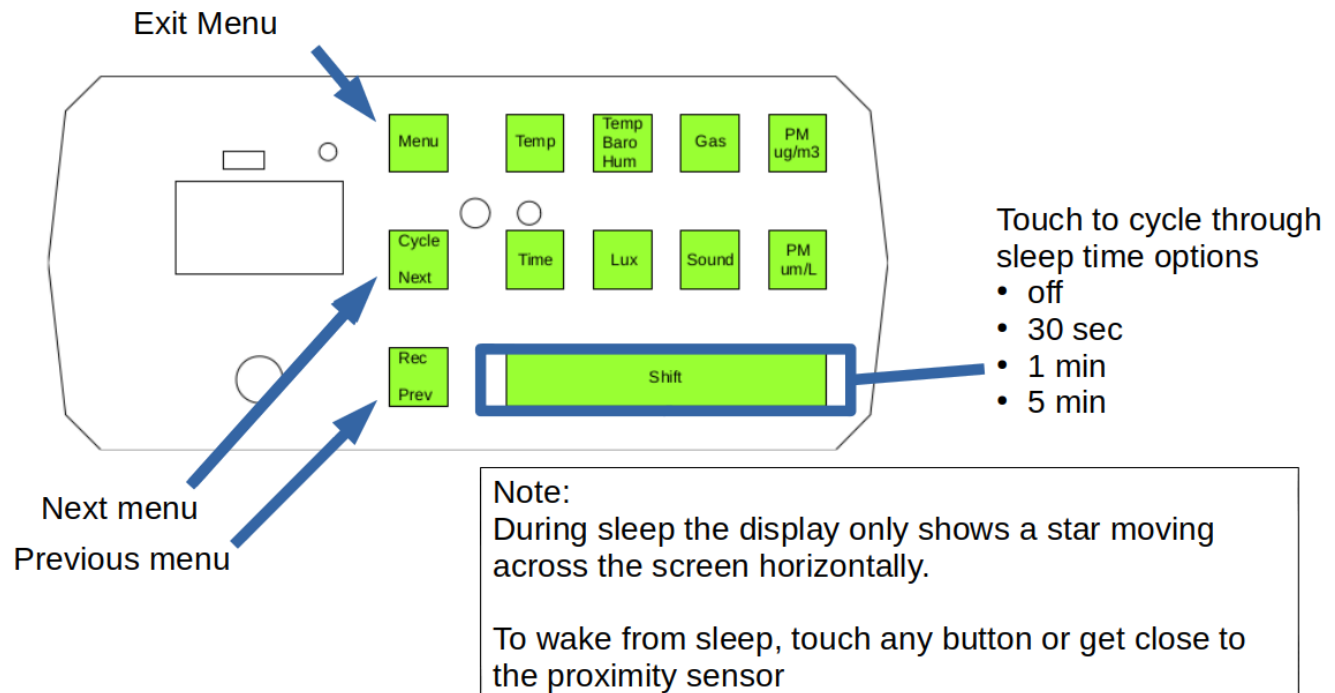 Exit Menu
Menu
Temp
Temp
Baro
Hum
Gas
PM
ug/m3
Cycle
Next
Time
Lux
Sound
PM
um/L
Rec
Prev
Shift
Touch to cycle through
sleep time options
• off
• 30 sec
• 1 min
• 5 min
Next menu
Previous menu
Note:
During sleep the display only shows a star moving
across the screen horizontally.
To wake from sleep, touch any button or get close to
the proximity sensor